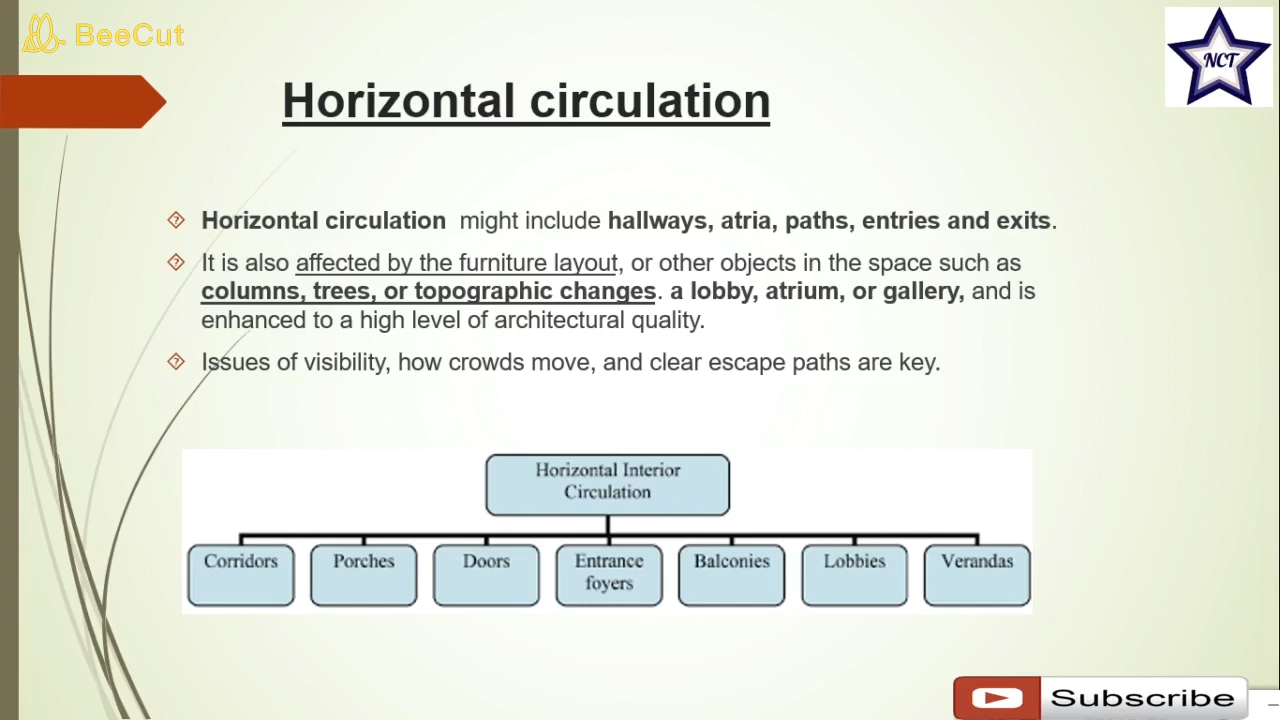 BeeCut
NCT
Horizontal circulation
Horizontal circulation might include hallways, atria, paths, entries and exits.
It is also affected by the furniture layout, or other objects in the space such as
columns, trees, or topographic changes. a lobby, atrium, or gallery, and is
enhanced to a high level of architectural quality.
Issues of visibility, how crowds move, and clear escape paths are key.
Horizontal Interior
Circulation
Corridors
Porches
Doors
Entrance
foyers
Balconies
Lobbies
Verandas
Subscribe